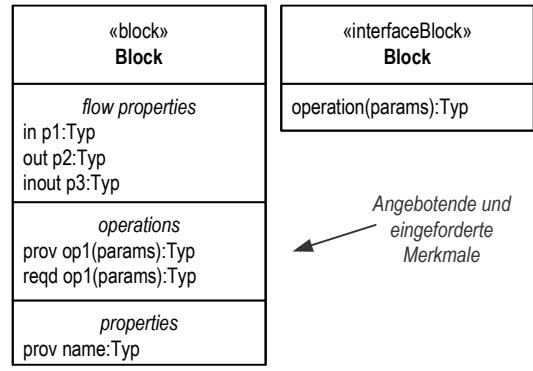 «block»
Block
flow properties
in p1:Typ
out p2:Typ
inout p3:Typ
operations
prov op1(params):Typ
reqd op1(params):Typ
properties
prov name:Typ
«interfaceBlock»
Block
operation(params):Typ
Angebotende und
eingeforderte
Merkmale